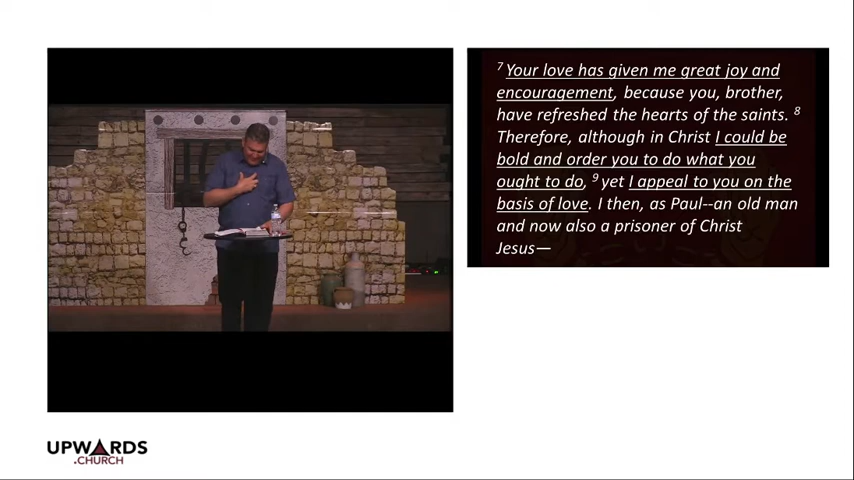 7 Your love has given me great joy and
encouragement, because you, brother,
have refreshed the hearts of the saints. 8
Therefore, although in Christ I could be
bold and order you to do what you
ought to do, 9 yet I appeal to you on the
basis of love. I then, as Paul--an old man
and now also a prisoner of Christ
Jesus—
UPWARDS
.CHURCH